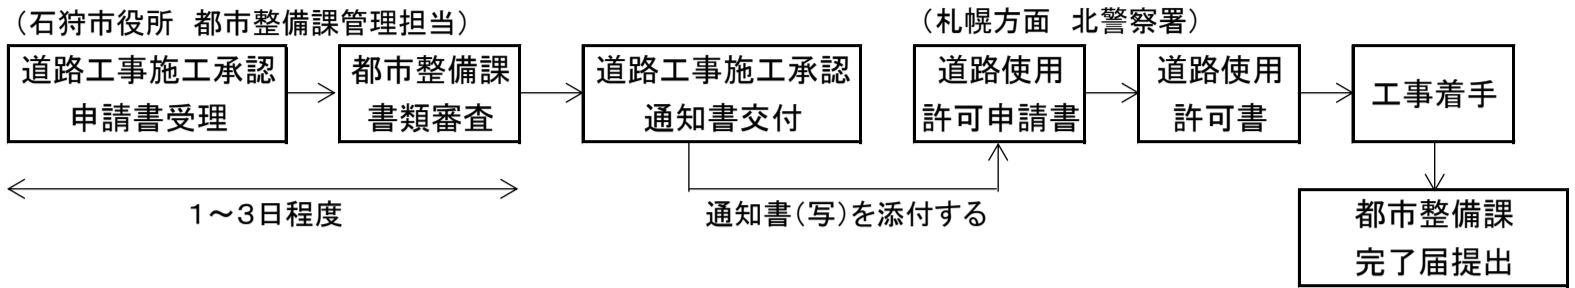 （石狩市役所　都市整備課管理担当）
道路工事施工承認
申請書受理
都市整備課
書類審査
道路工事施工承認
通知書交付
（札幌方面　北警察署）
道路使用
許可申請書
道路使用
許可書
工事着手
１～３日程度
通知書（写）を添付する
都市整備課
完了届提出